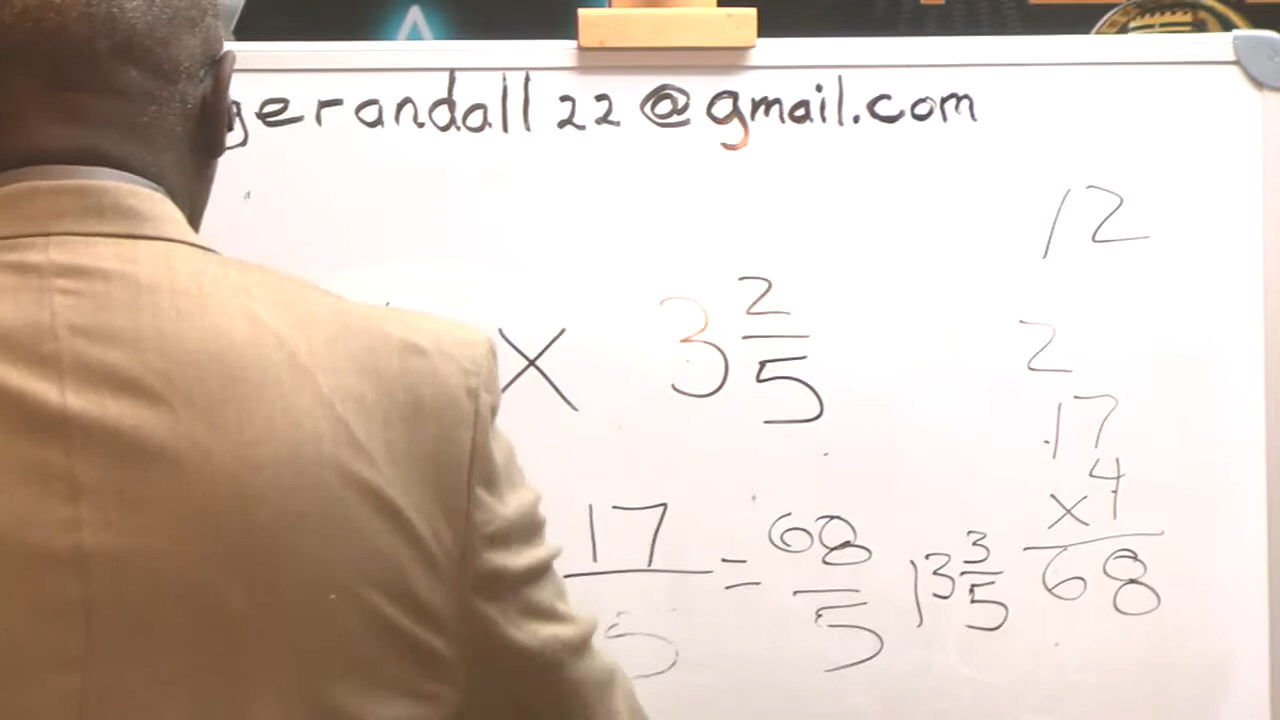 gerandall22@gmail.com
12
× 3 2/5
2
17
×4
68
17/5 = 68/5 13 3/5